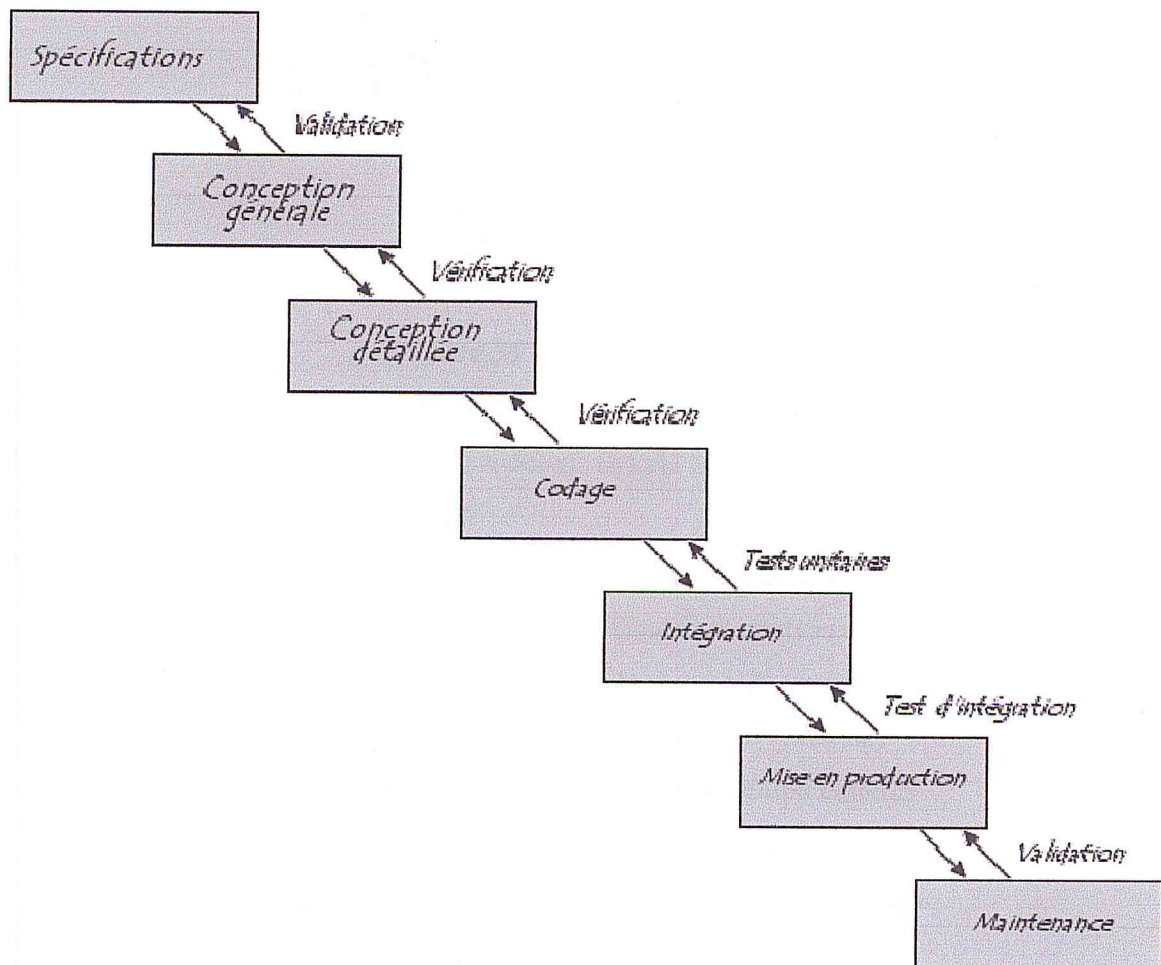 Spécifications
Validation
Conception
générale
Vérification
Conception
détaillée
Vérification
Codage
Tests unitaires
Intégration
Test d'intégration
Mise en production
Validation
Maintenance